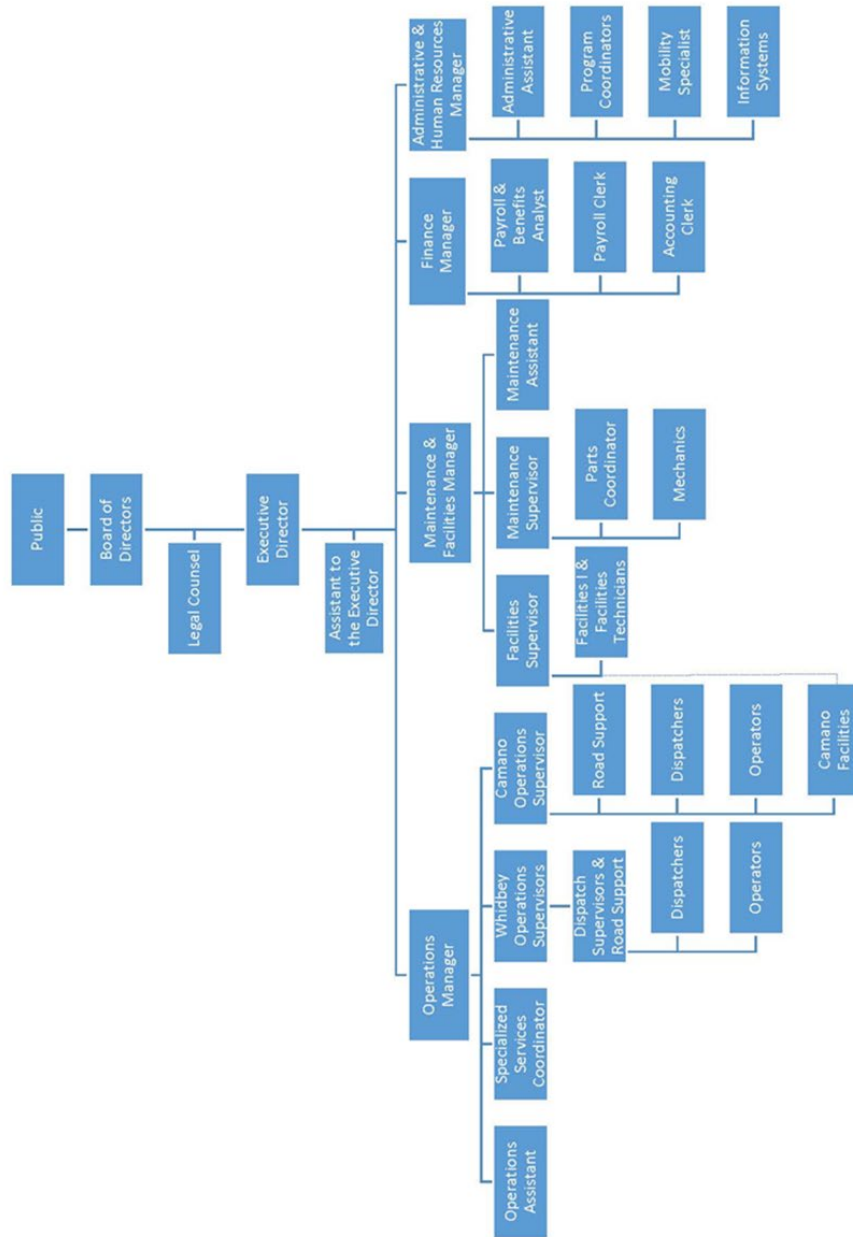 Public
Board of
Directors
Legal Counsel
Executive
Director
Assistant to
the Executive
Director
Operations
Manager
Maintenance &
Facilities Manager
Finance
Manager
Administrative &
Human Resources
Manager
Operations
Assistant
Specialized
Services
Coordinator
Whidbey
Operations
Supervisors
Dispatch
Supervisors &
Road Support
Dispatchers
Operators
Camano
Operations
Supervisor
Road Support
Dispatchers
Operators
Camano
Facilities
Facilities
Supervisor
Facilities I &
Facilities
Technicians
Maintenance
Supervisor
Parts
Coordinator
Mechanics
Maintenance
Assistant
Payroll &
Benefits
Analyst
Payroll Clerk
Accounting
Clerk
Administrative
Assistant
Program
Coordinators
Mobility
Specialist
Information
Systems